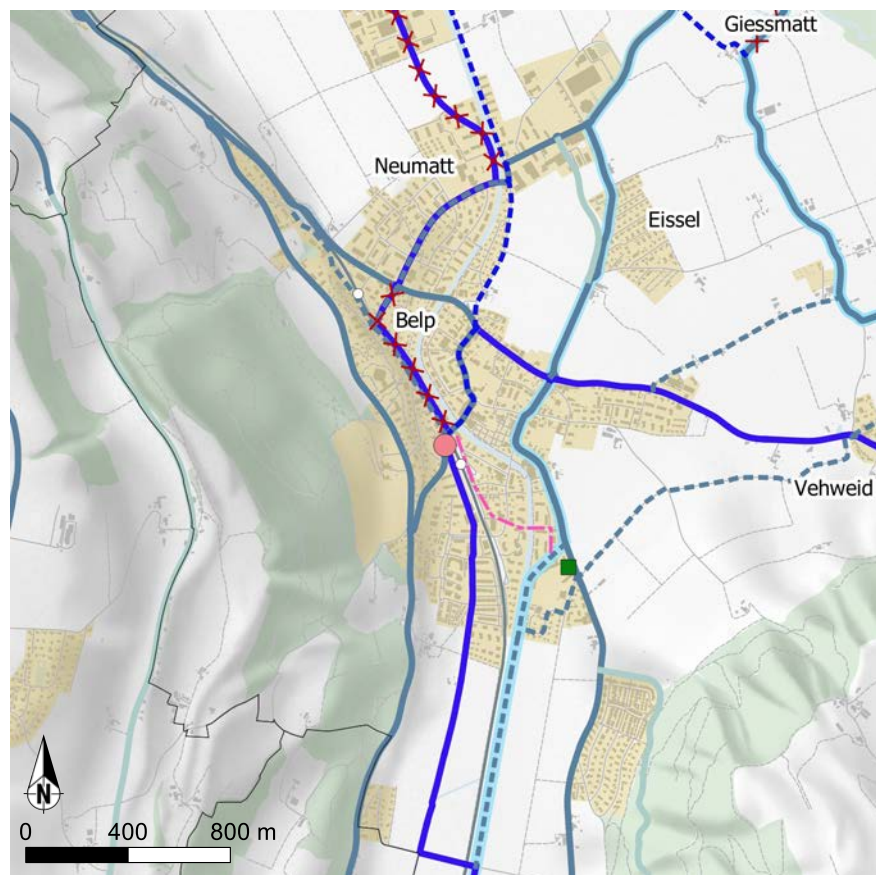 Giessmatt
Neumatt
Eissel
Belp
Vehweid
N
0 400 800 m